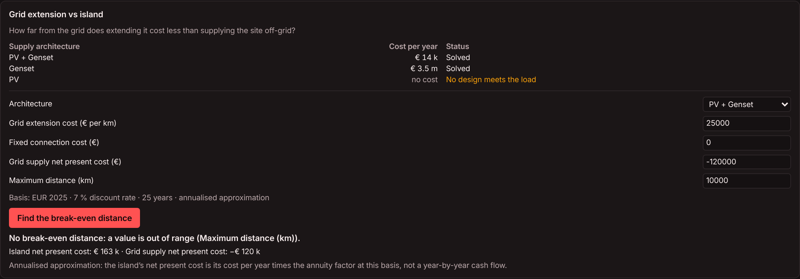 Grid extension vs island
How far from the grid does extending it cost less than supplying the site off-grid?
Supply architecture Cost per year Status
PV + Genset € 14 k Solved
Genset € 3.5 m Solved
PV no cost No design meets the load
Architecture PV + Genset
Grid extension cost (€ per km) 25000
Fixed connection cost (€) 0
Grid supply net present cost (€) -120000
Maximum distance (km) 10000
Basis: EUR 2025 · 7 % discount rate · 25 years · annualised approximation
Find the break-even distance
No break-even distance: a value is out of range (Maximum distance (km)).
Island net present cost: € 163 k · Grid supply net present cost: −€ 120 k
Annualised approximation: the island's net present cost is its cost per year times the annuity factor at this basis, not a year-by-year cash flow.